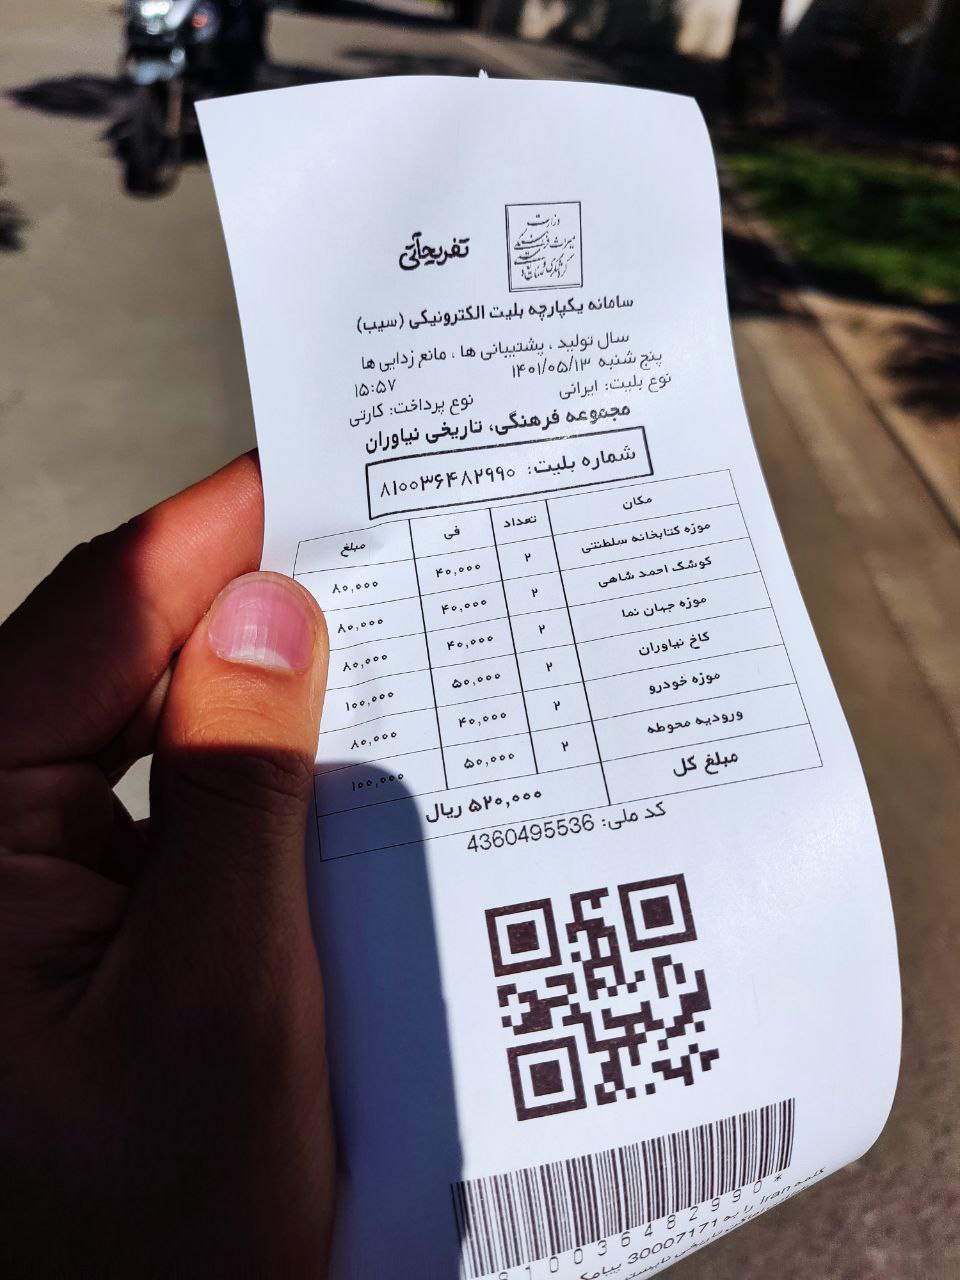 وزارت
میراث فرهنگی
گردشگری و صنایع دستی
تفریحاتی
سامانه یکپارچه بلیت الکترونیکی (سیب)
سال تولید ، پشتیبانی ها ، مانع زدایی ها
پنج شنبه ۱۴۰۱/۰۵/۱۳ ۱۵:۵۷
نوع بلیت: ایرانی نوع پرداخت: کارتی
مجموعه فرهنگی، تاریخی نیاوران
شماره بلیت: ۸۱۰۰۳۶۴۸۲۹۹۰
مکان تعداد فی مبلغ
موزه کتابخانه سلطنتی ۲ ۴۰,۰۰۰ ۸۰,۰۰۰
کوشک احمد شاهی ۲ ۴۰,۰۰۰ ۸۰,۰۰۰
موزه جهان نما ۲ ۴۰,۰۰۰ ۸۰,۰۰۰
کاخ نیاوران ۲ ۵۰,۰۰۰ ۱۰۰,۰۰۰
موزه خودرو ۲ ۴۰,۰۰۰ ۸۰,۰۰۰
ورودیه محوطه ۲ ۵۰,۰۰۰ ۱۰۰,۰۰۰
مبلغ کل ۵۲۰,۰۰۰ ریال
کد ملی: 4360495536
8100364829 90*
کلمه Iran را به 30007171 پیامک